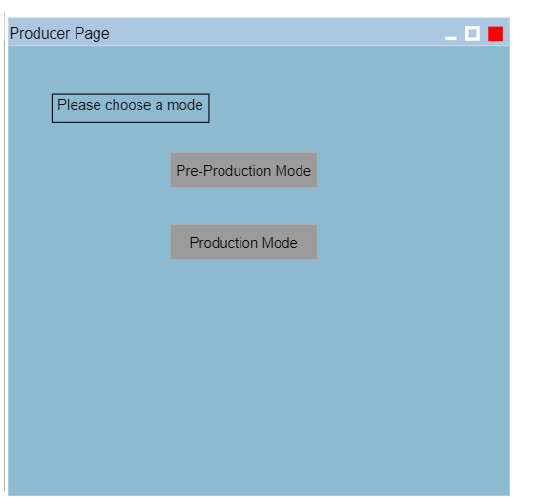 Producer Page
Please choose a mode
Pre-Production Mode
Production Mode